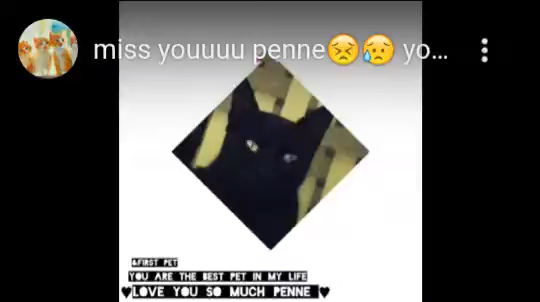 miss youuuu penne😣😥 yo...
&FIRST PET
YOU ARE THE BEST PET IN MY LIFE
♥LOVE YOU SO MUCH PENNE ♥